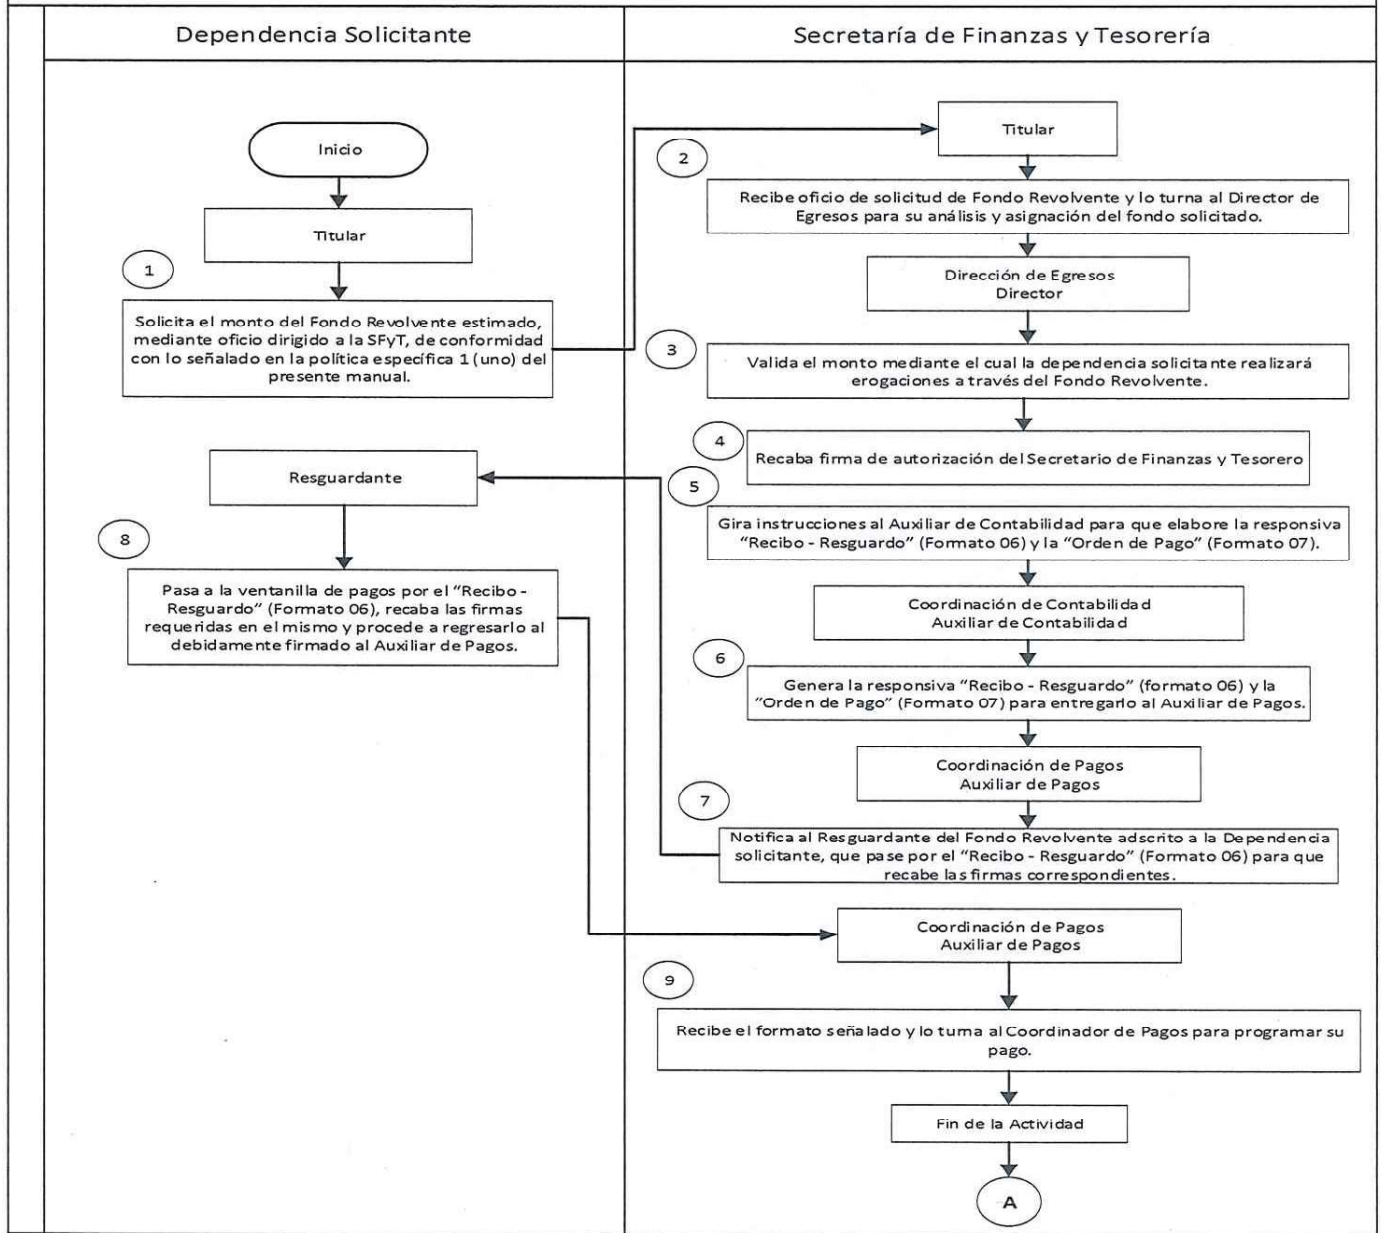 Dependencia Solicitante
Secretaría de Finanzas y Tesorería
Inicio
Titular
1
Solicita el monto del Fondo Revolvente estimado,
mediante oficio dirigido a la SFyT, de conformidad
con lo señalado en la política específica 1 (uno) del
presente manual.
Titular
2
Recibe oficio de solicitud de Fondo Revolvente y lo turna al Director de
Egresos para su análisis y asignación del fondo solicitado.
Dirección de Egresos
Director
3
Valida el monto mediante el cual la dependencia solicitante realizará
erogaciones a través del Fondo Revolvente.
4
Recaba firma de autorización del Secretario de Finanzas y Tesorero
5
Gira instrucciones al Auxiliar de Contabilidad para que elabore la responsiva
“Recibo - Resguardo” (Formato 06) y la “Orden de Pago” (Formato 07).
Coordinación de Contabilidad
Auxiliar de Contabilidad
6
Genera la responsiva “Recibo - Resguardo” (formato 06) y la
“Orden de Pago” (Formato 07) para entregarlo al Auxiliar de Pagos.
Coordinación de Pagos
Auxiliar de Pagos
7
Notifica al Resguardante del Fondo Revolvente adscrito a la Dependencia
solicitante, que pase por el “Recibo - Resguardo” (Formato 06) para que
recabe las firmas correspondientes.
Resguardante
8
Pasa a la ventanilla de pagos por el “Recibo -
Resguardo” (Formato 06), recaba las firmas
requeridas en el mismo y procede a regresarlo al
debidamente firmado al Auxiliar de Pagos.
Coordinación de Pagos
Auxiliar de Pagos
9
Recibe el formato señalado y lo turna al Coordinador de Pagos para programar su
pago.
Fin de la Actividad
A